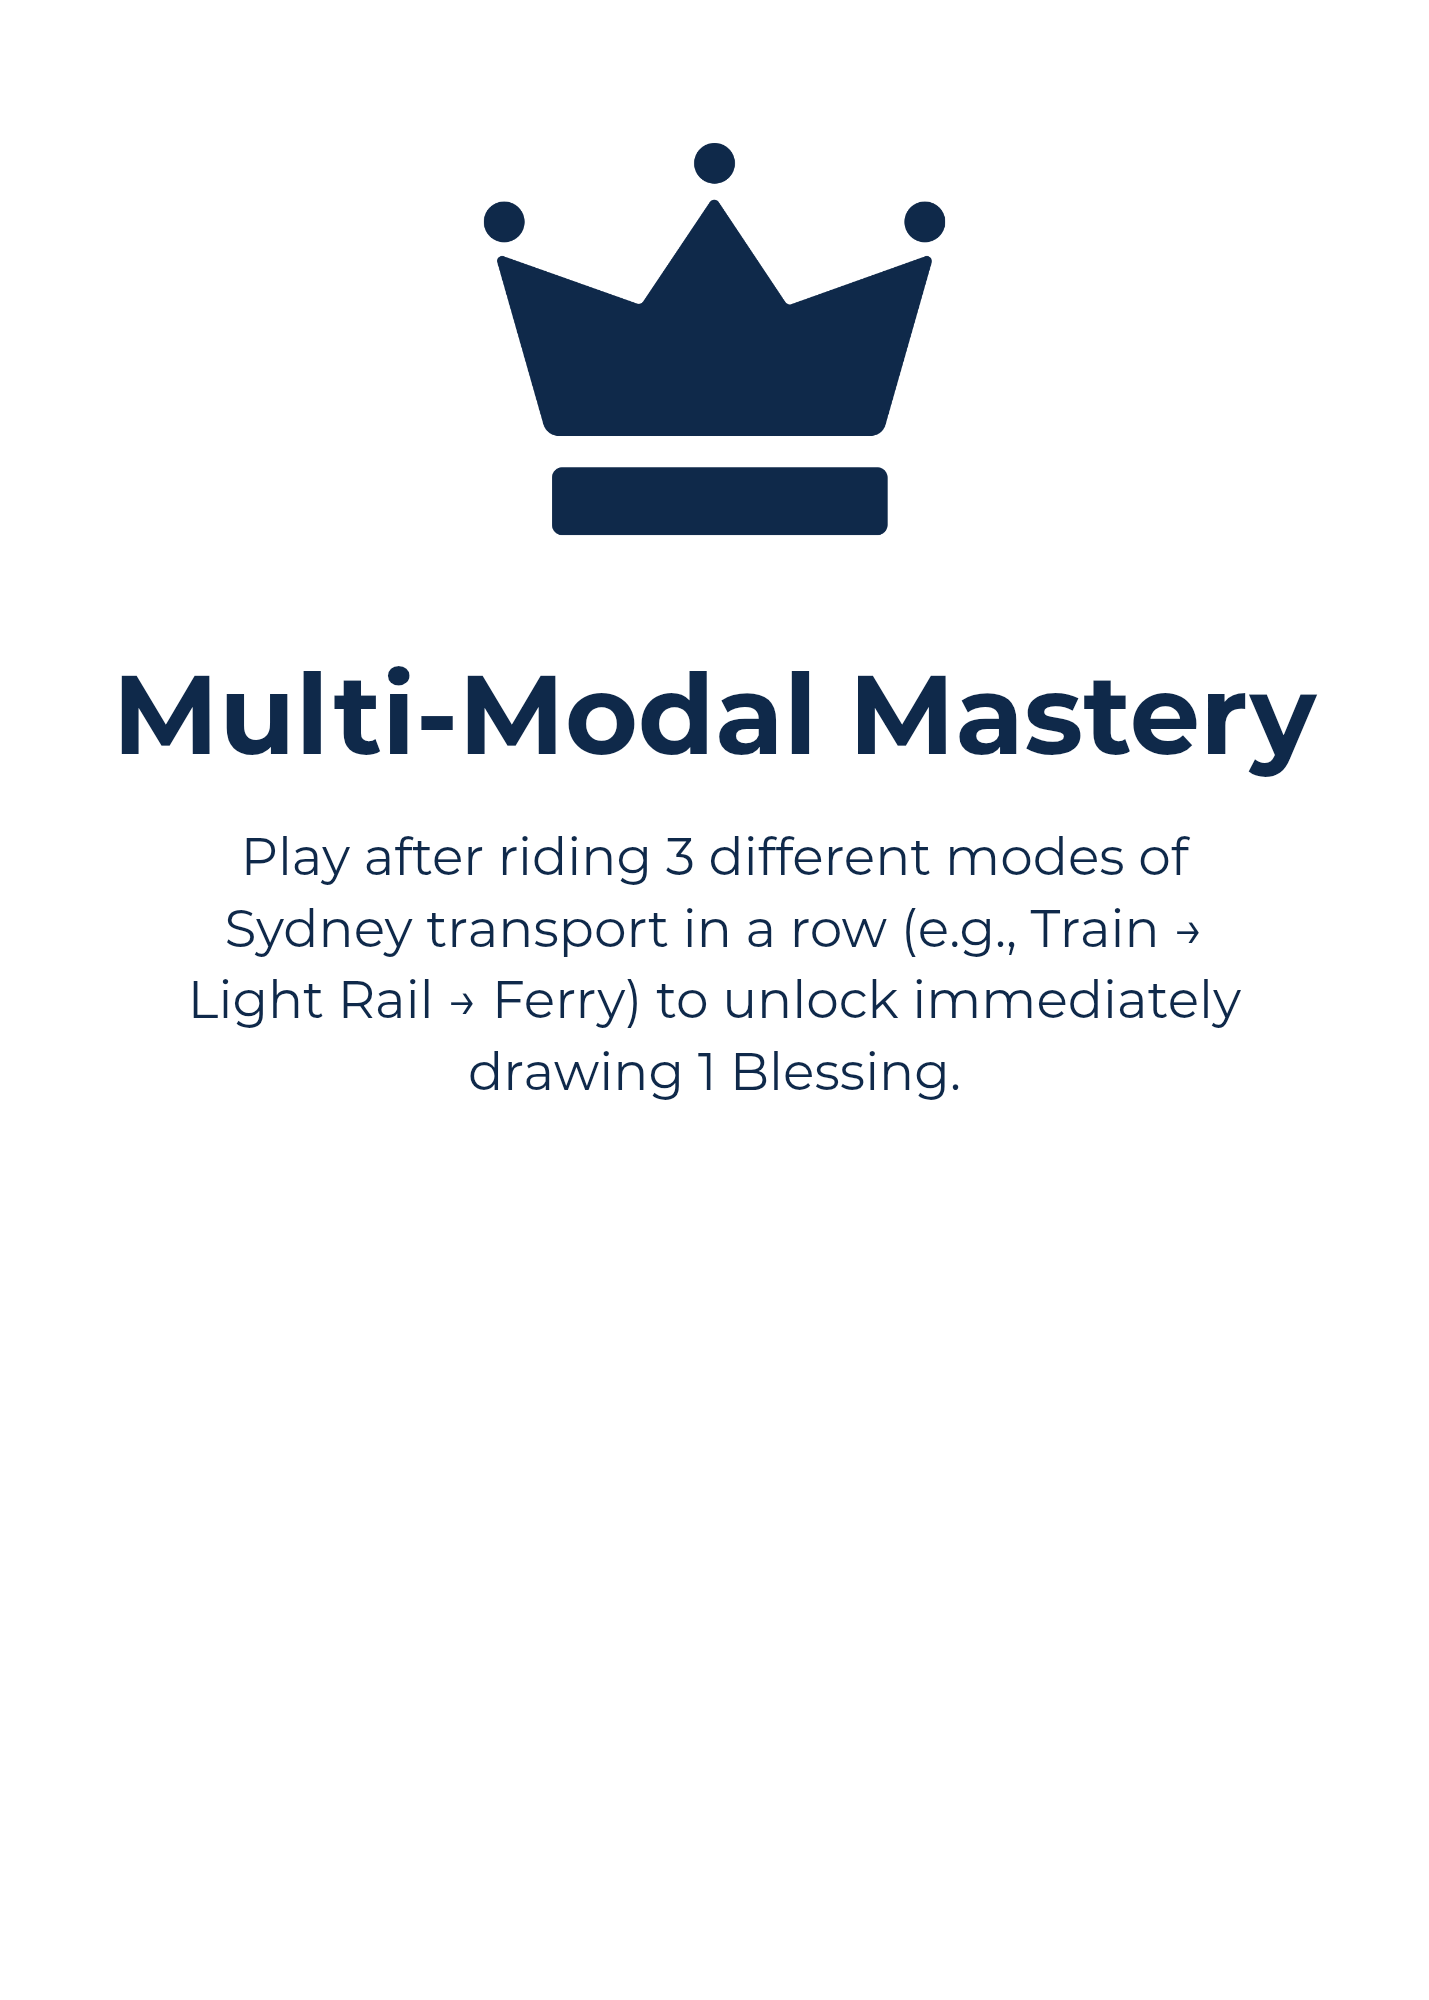 Multi-Modal Mastery
Play after riding 3 different modes of
Sydney transport in a row (e.g., Train →
Light Rail → Ferry) to unlock immediately
drawing 1 Blessing.